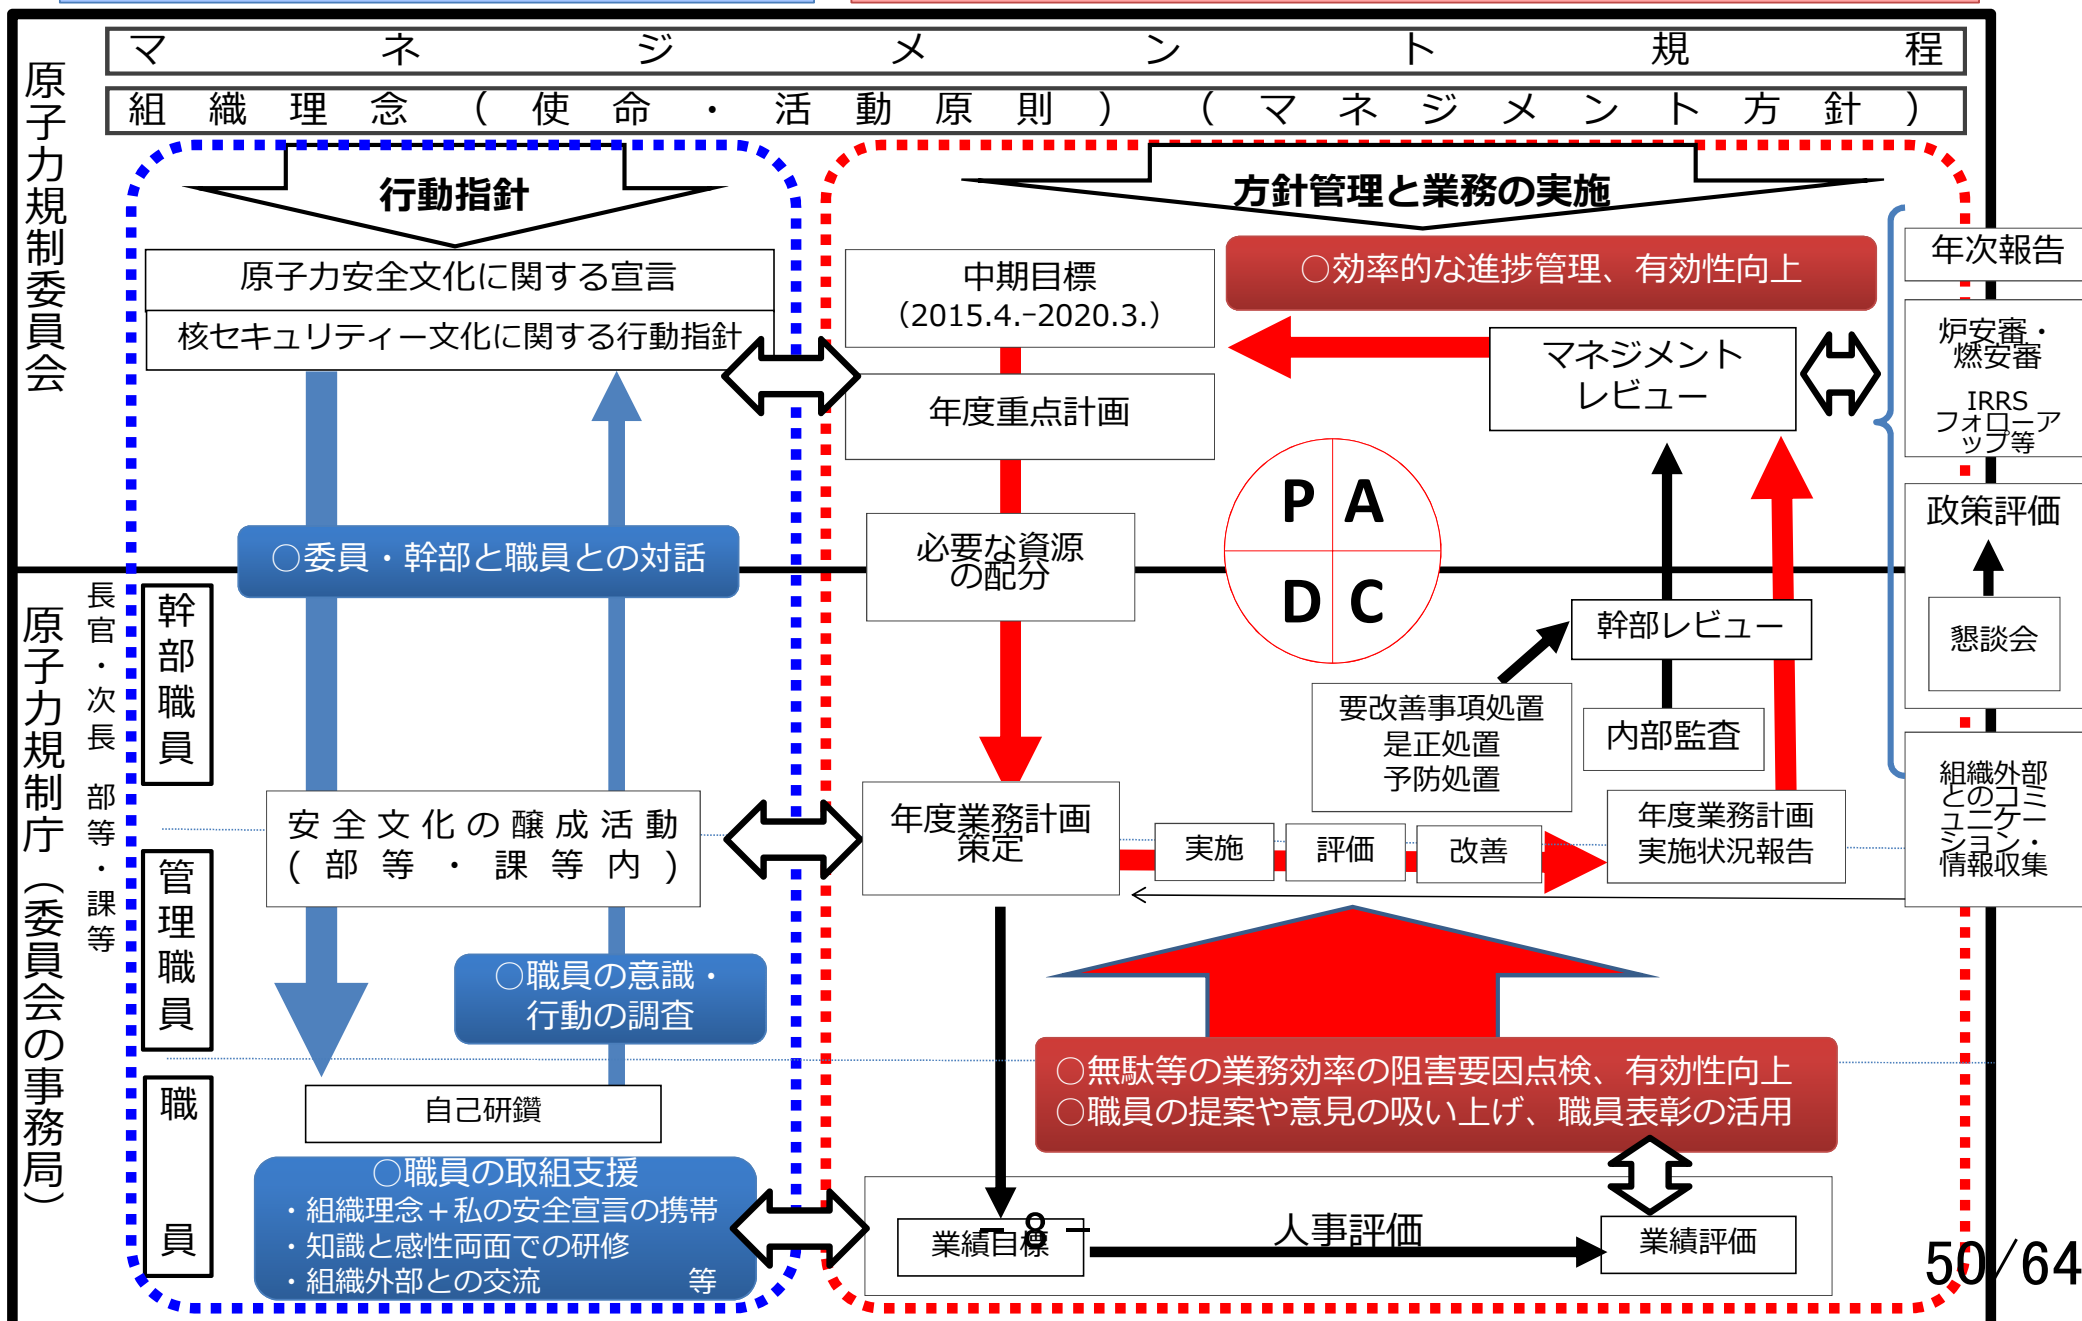 マネジメント規程
組織理念(使命・活動原則)(マネジメント方針)
原子力規制委員会
行動指針
原子力安全文化に関する宣言
核セキュリティー文化に関する行動指針
○委員・幹部と職員との対話
方針管理と業務の実施
中期目標
（2015.4.-2020.3.）
○効率的な進捗管理、有効性向上
年度重点計画
マネジメント
レビュー
必要な資源
の配分
P A
D C
年次報告
炉安審・
燃安審
IRRS
フォローア
ップ等
政策評価
懇談会
組織外部
とのコミ
ュニケー
ション・
情報収集
原子力規制庁（委員会の事務局）
長官・次長 部等・課等
幹部職員
管理職員
職員
安全文化の醸成活動
(部等・課等内)
○職員の意識・
行動の調査
自己研鑽
○職員の取組支援
・組織理念＋私の安全宣言の携帯
・知識と感性両面での研修
・組織外部との交流 等
幹部レビュー
要改善事項処置
是正処置
予防処置
内部監査
年度業務計画
策定
実施
評価
改善
年度業務計画
実施状況報告
○無駄等の業務効率の阻害要因点検、有効性向上
○職員の提案や意見の吸い上げ、職員表彰の活用
人事評価
業績目標
業績評価
- 8 -
50/64